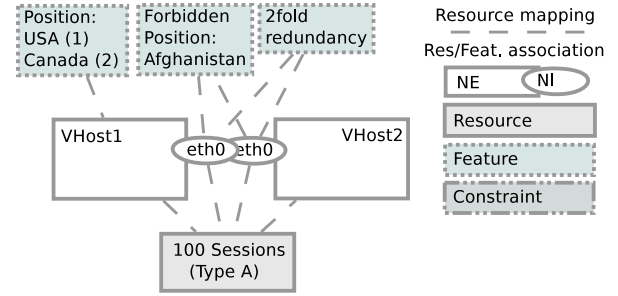 Position:
USA (1)
Canada (2)
Forbidden
Position:
Afghanistan
2fold
redundancy
VHost1
eth0
eth0
VHost2
100 Sessions
(Type A)
Resource mapping
Res/Feat. association
NE
NI
Resource
Feature
Constraint